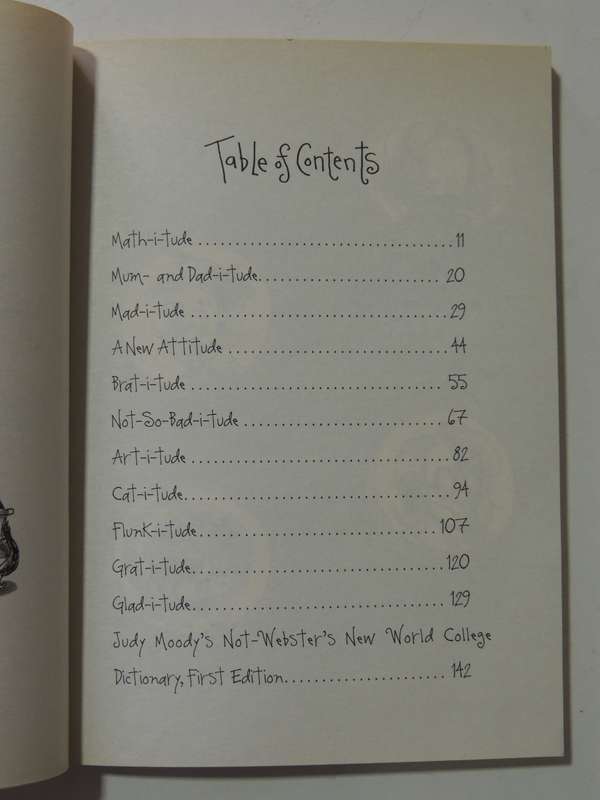 Table of Contents
Math-i-tude ..................................11
Mum- and Dad-i-tude........................ 20
Mad-i-tude ..................................29
A New Attitude .............................44
Brat-i-tude ................................. 55
Not-So-Bad-i-tude ..........................67
Art-i-tude ...................................82
Cat-i-tude...................................94
Flunk-i-tude................................107
Grat-i-tude.................................120
Glad-i-tude................................. 129
Judy Moody's Not-Webster's New World College
Dictionary, First Edition..................... 142